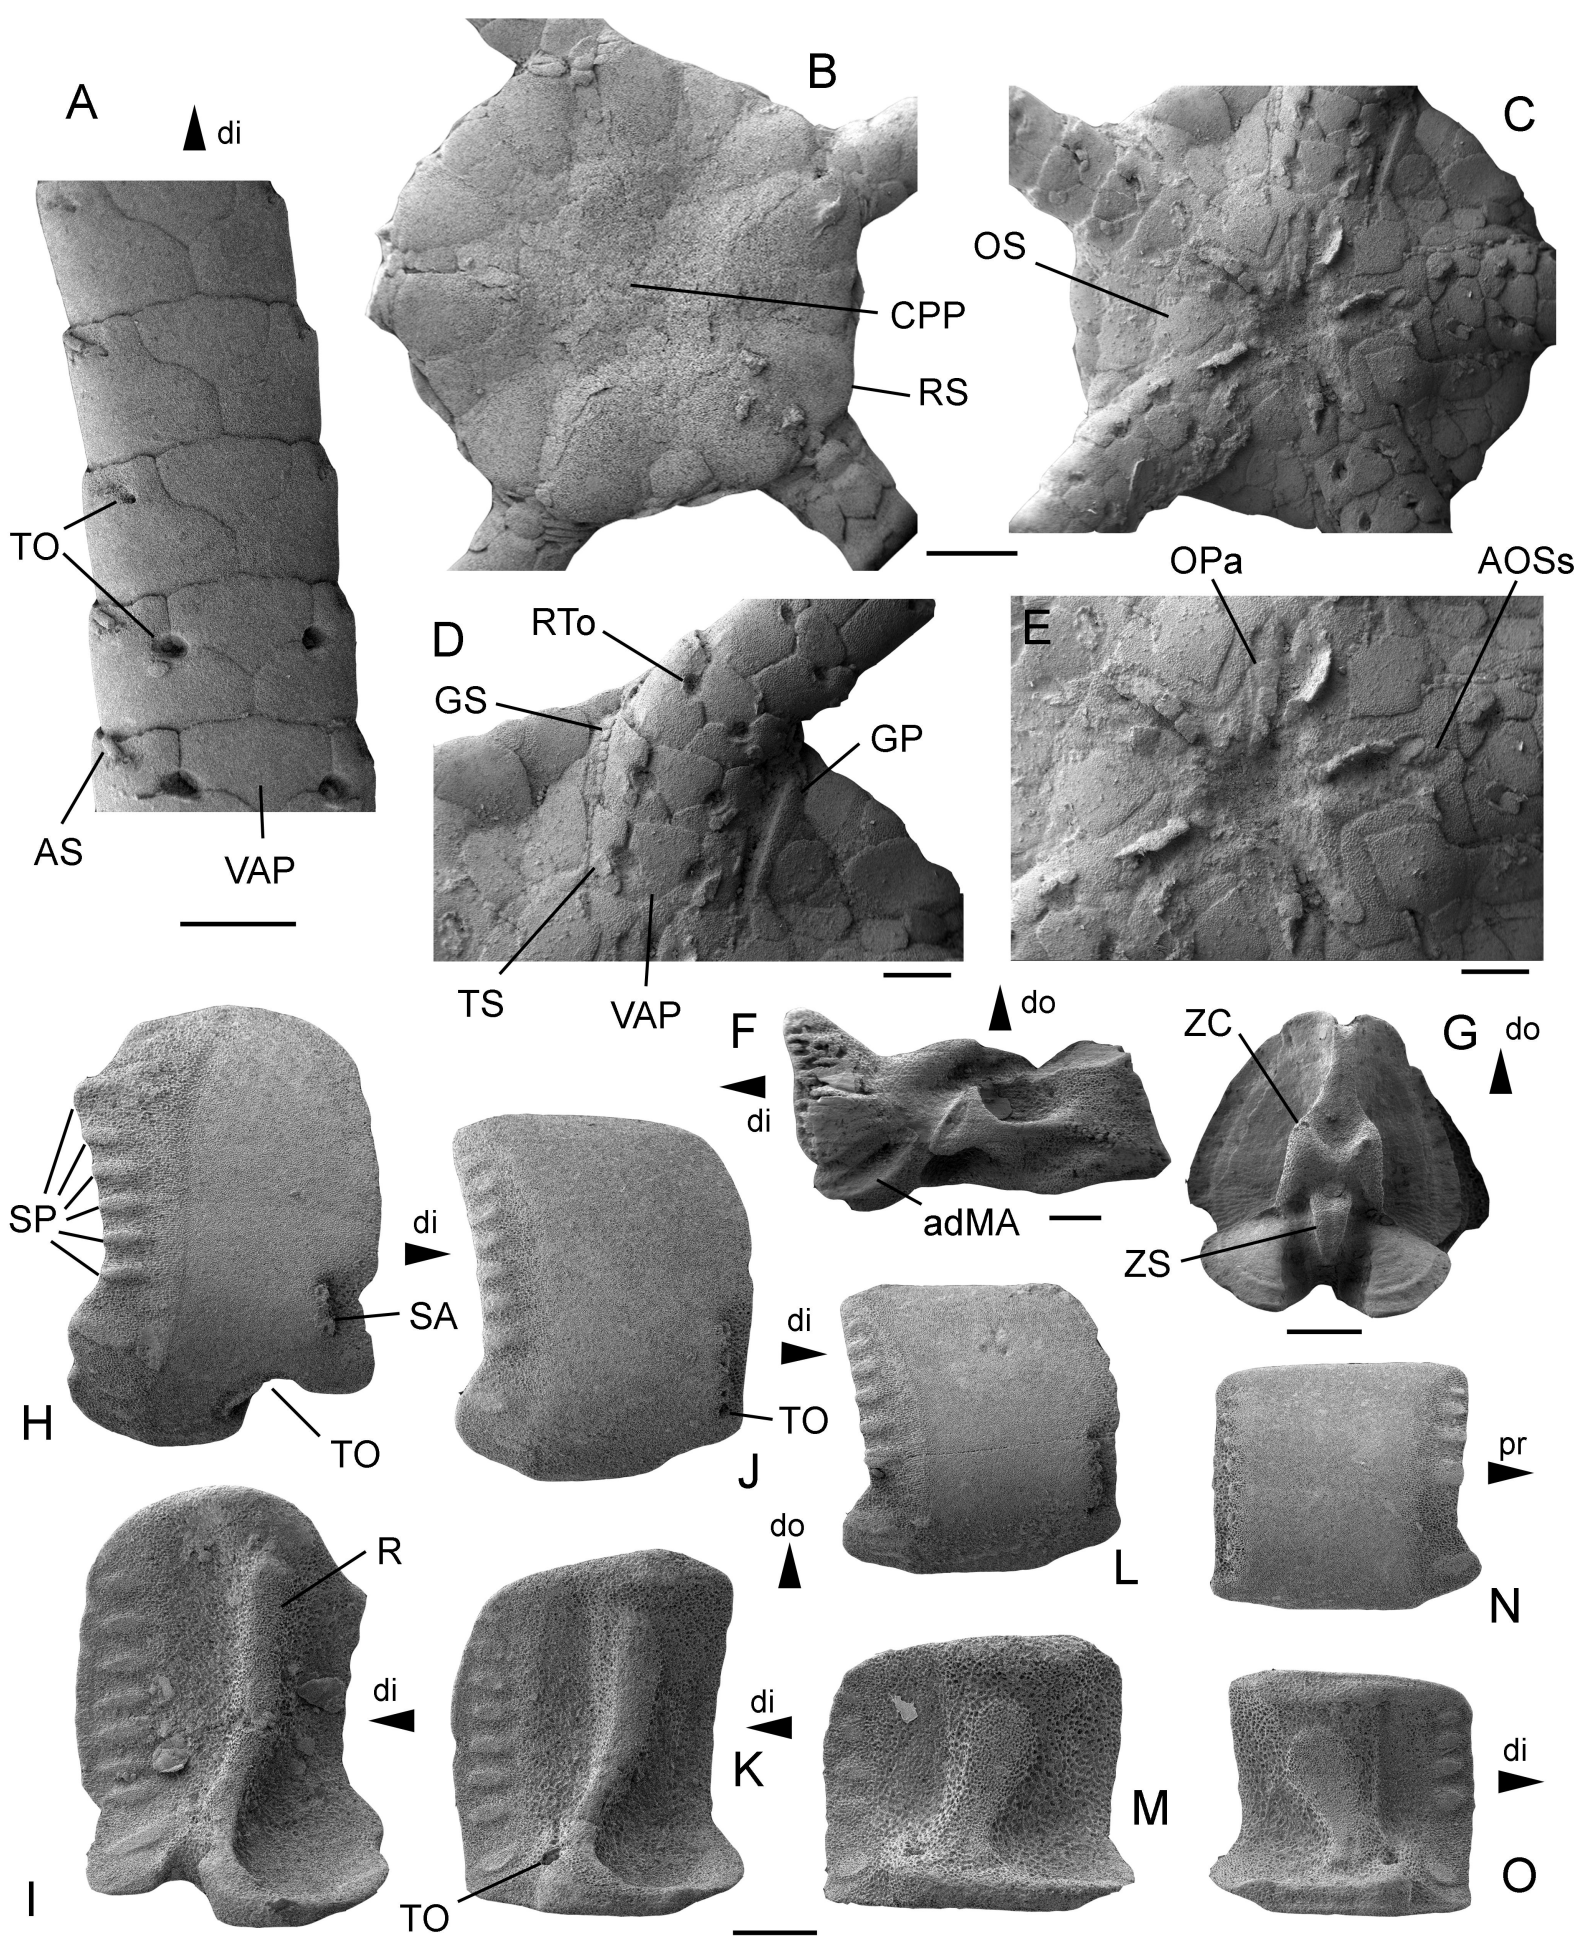 A
di
B
C
OS
CPP
RS
TO
AS
VAP
D
RTo
GS
GP
TS
VAP
OPa
AOSs
E
F
do
di
adMA
G
do
ZC
ZS
SP
H
di
SA
TO
J
di
TO
L
pr
N
I
R
di
do
K
di
TO
M
di
O